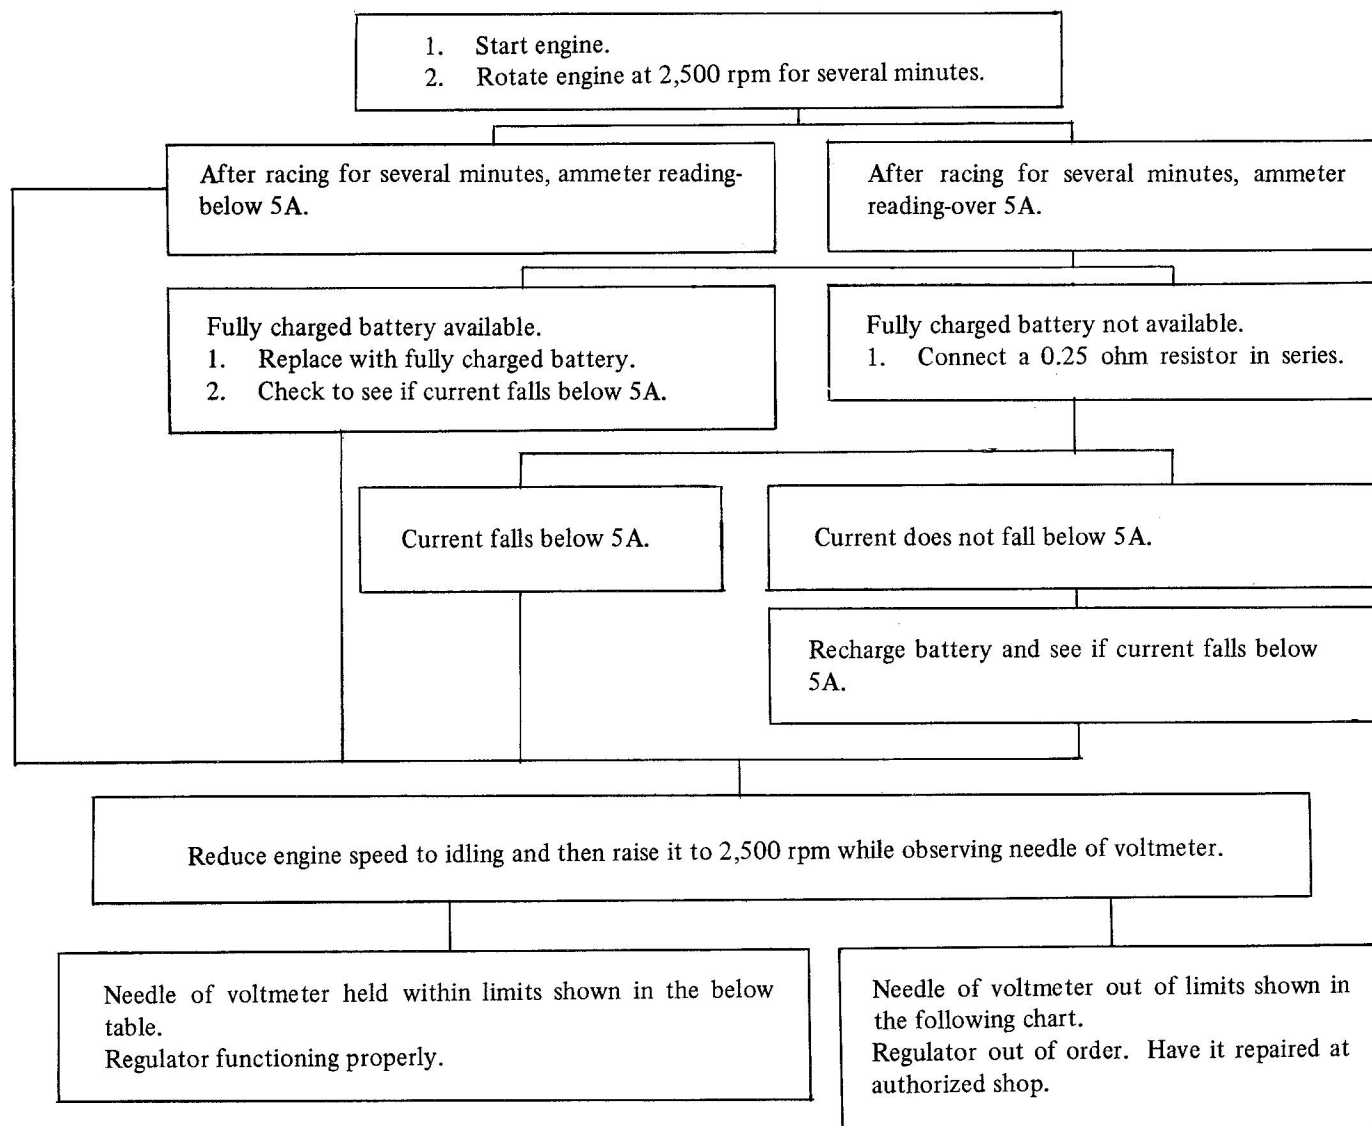 1. Start engine.
2. Rotate engine at 2,500 rpm for several minutes.
After racing for several minutes, ammeter reading-
below 5A.
After racing for several minutes, ammeter
reading-over 5A.
Fully charged battery available.
1. Replace with fully charged battery.
2. Check to see if current falls below 5A.
Fully charged battery not available.
1. Connect a 0.25 ohm resistor in series.
Current falls below 5A.
Current does not fall below 5A.
Recharge battery and see if current falls below
5A.
Reduce engine speed to idling and then raise it to 2,500 rpm while observing needle of voltmeter.
Needle of voltmeter held within limits shown in the below
table.
Regulator functioning properly.
Needle of voltmeter out of limits shown in
the following chart.
Regulator out of order. Have it repaired at
authorized shop.